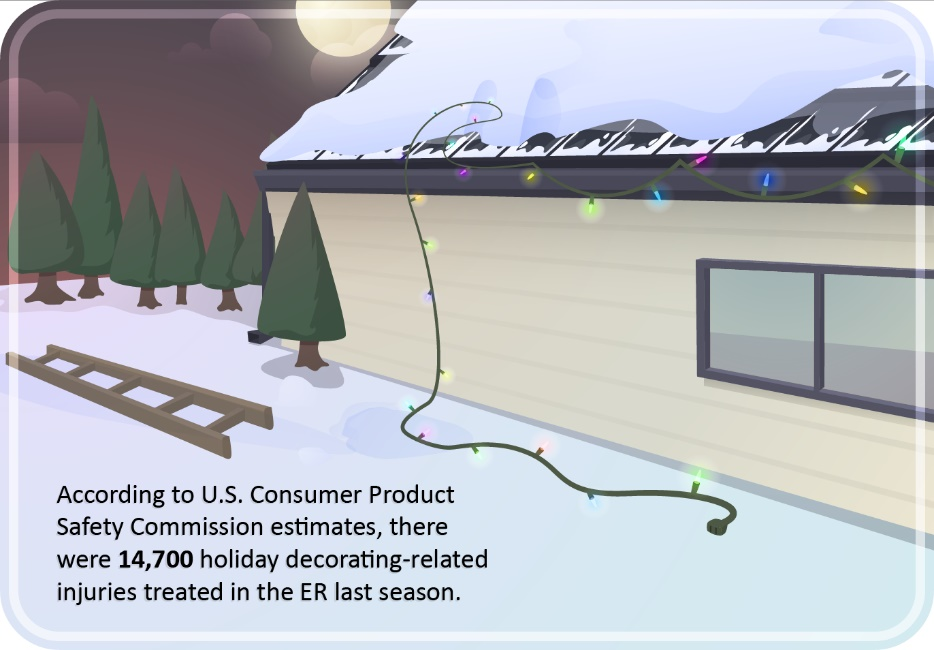 According to U.S. Consumer Product
Safety Commission estimates, there
were 14,700 holiday decorating-related
injuries treated in the ER last season.